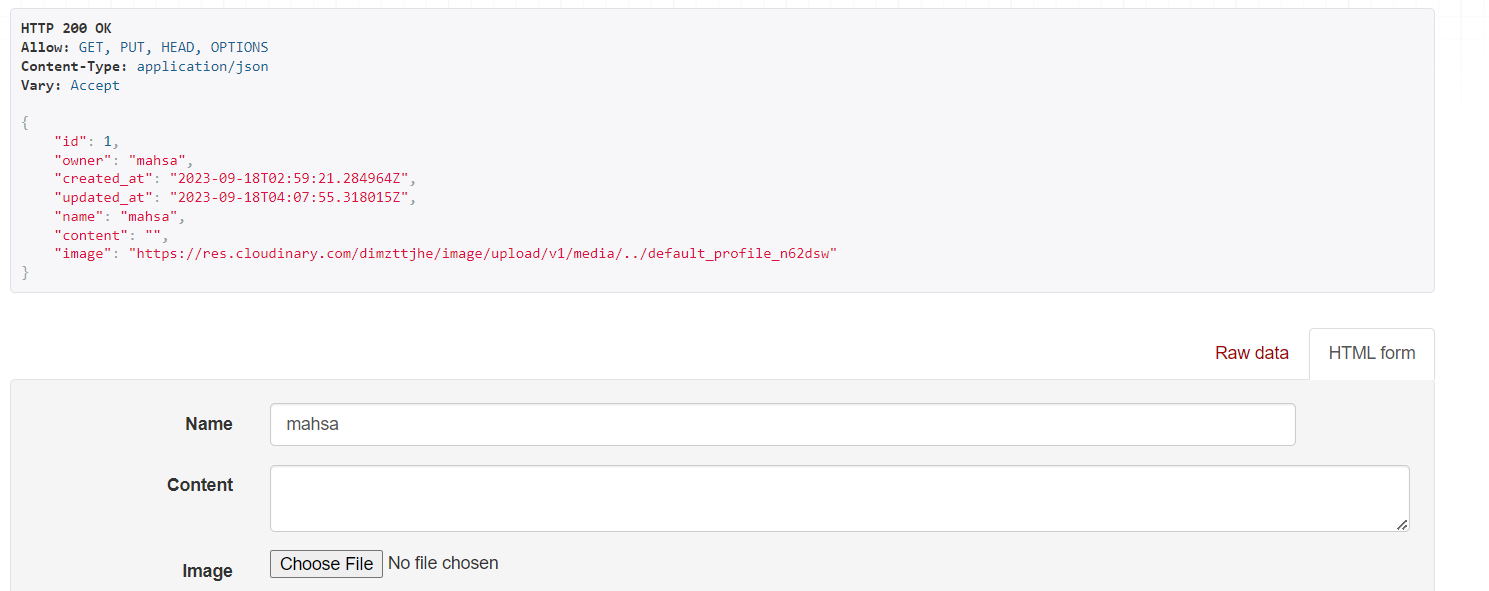 HTTP 200 OK
Allow: GET, PUT, HEAD, OPTIONS
Content-Type: application/json
Vary: Accept
{
"id": 1,
"owner": "mahsa",
"created_at": "2023-09-18T02:59:21.284964Z",
"updated_at": "2023-09-18T04:07:55.318015Z",
"name": "mahsa",
"content": "",
"image": "https://res.cloudinary.com/dimzttjhe/image/upload/v1/media/../default_profile_n62dsw"
}
Raw data HTML form
Name mahsa
Content
Image Choose File No file chosen